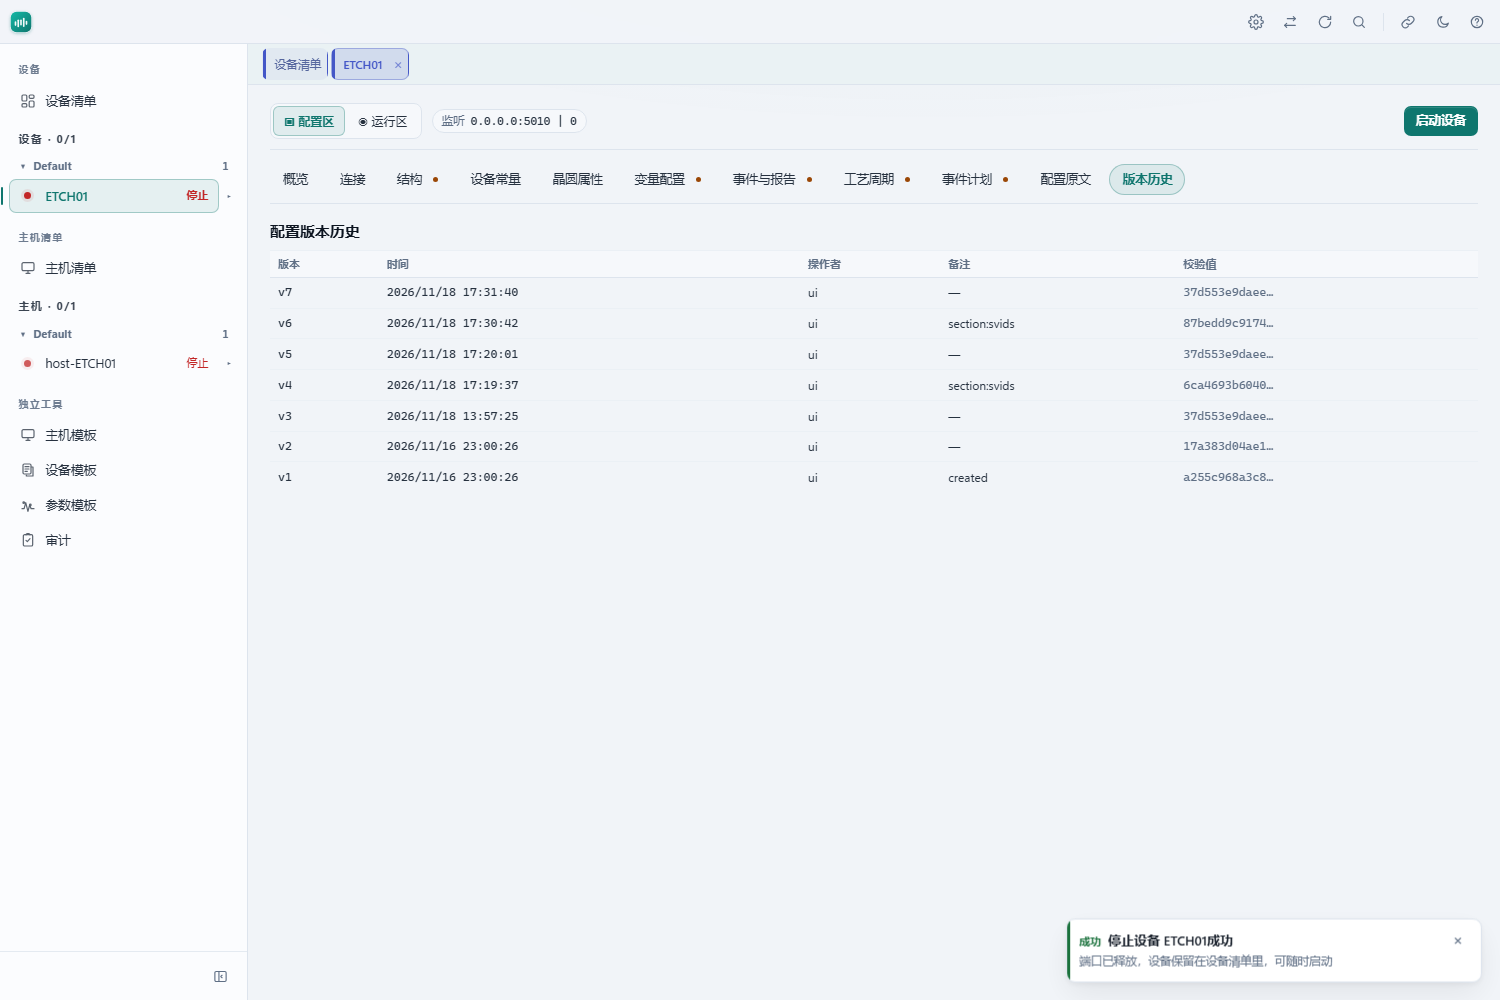 设备
设备清单
设备 · 0/1
Default 1
ETCH01 停止
主机清单
主机清单
主机 · 0/1
Default 1
host-ETCH01 停止
独立工具
主机模板
设备模板
参数模板
审计
设备清单 ETCH01 ×
配置区 运行区 监听 0.0.0.0:5010 | 0 启动设备
概览 连接 结构 设备常量 晶圆属性 变量配置 事件与报告 工艺周期 事件计划 配置原文 版本历史
配置版本历史
版本 时间 操作者 备注 校验值
v7 2026/11/18 17:31:40 ui — 37d553e9daee…
v6 2026/11/18 17:30:42 ui section:svids 87bedd9c9174…
v5 2026/11/18 17:20:01 ui — 37d553e9daee…
v4 2026/11/18 17:19:37 ui section:svids 6ca4693b6040…
v3 2026/11/18 13:57:25 ui — 37d553e9daee…
v2 2026/11/16 23:00:26 ui — 17a383d04ae1…
v1 2026/11/16 23:00:26 ui created a255c968a3c8…
成功 停止设备 ETCH01成功 ×
端口已释放，设备保留在设备清单里，可随时启动